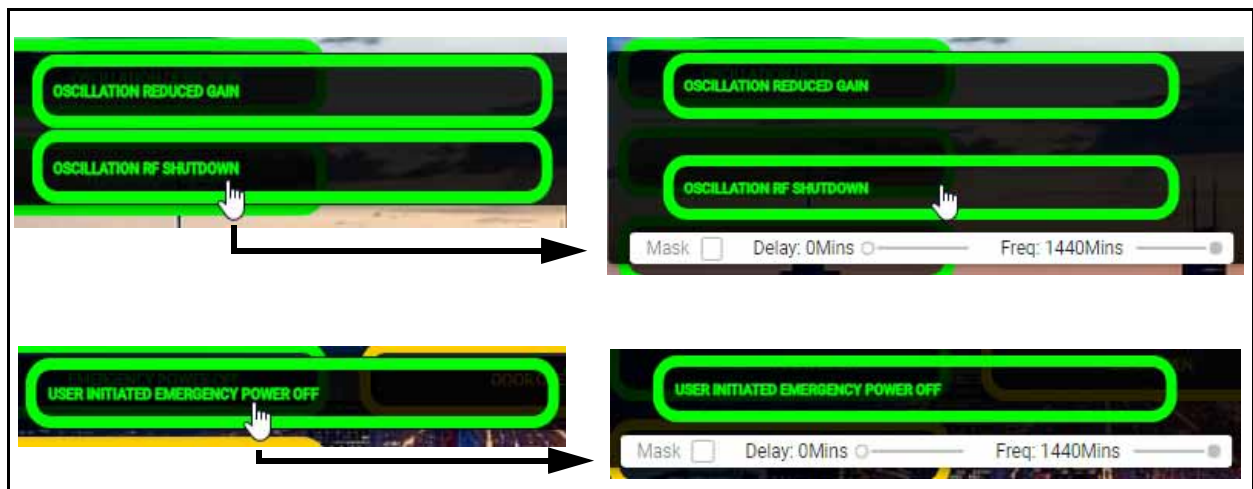 OSCILLATION REDUCED GAIN
OSCILLATION RF SHUTDOWN
OSCILLATION REDUCED GAIN
OSCILLATION RF SHUTDOWN
Mask Delay: 0Mins Freq: 1440Mins
USER INITIATED EMERGENCY POWER OFF
USER INITIATED EMERGENCY POWER OFF
Mask Delay: 0Mins Freq: 1440Mins